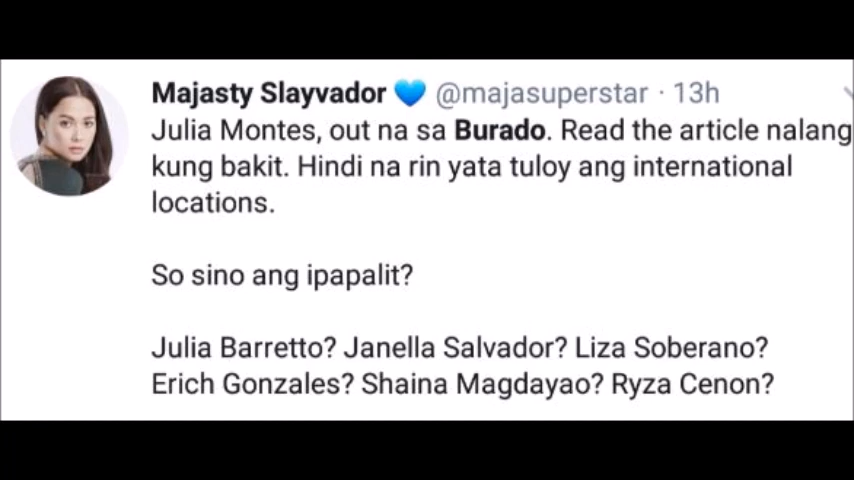 Majasty Slayvador 💙 @majasuperstar · 13h
Julia Montes, out na sa Burado. Read the article nalang
kung bakit. Hindi na rin yata tuloy ang international
locations.
So sino ang ipapalit?
Julia Barretto? Janella Salvador? Liza Soberano?
Erich Gonzales? Shaina Magdayao? Ryza Cenon?